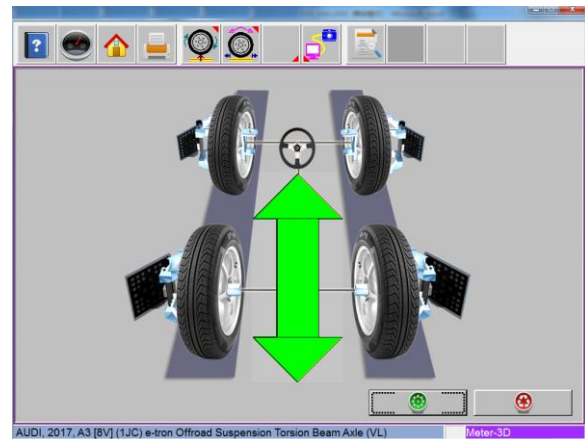 AUDI, 2017, A3 [8V] (1JC) e-tron Offroad Suspension Torsion Beam Axle (VL)
Meter-3D